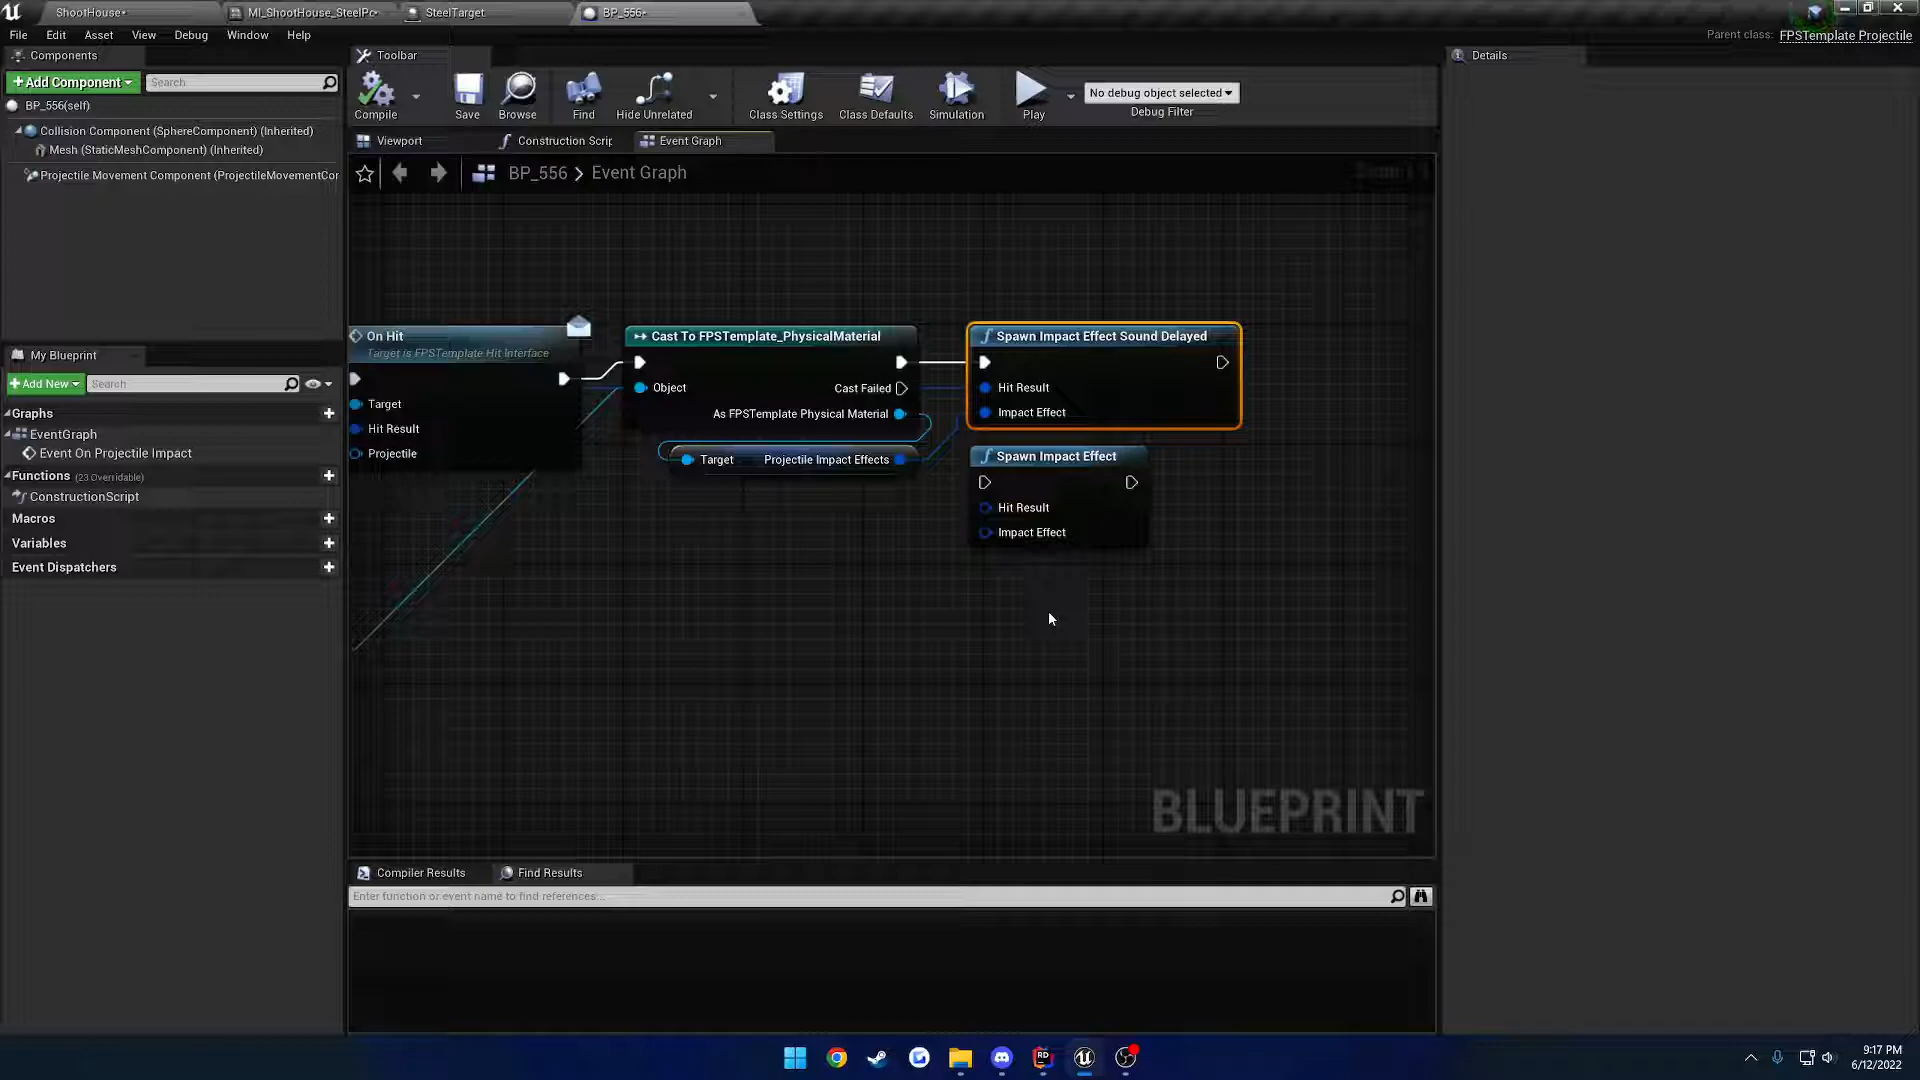 ShootHouse•
MI_ShootHouse_SteelPc•
SteelTarget
BP_556•
File
Edit
Asset
View
Debug
Window
Help
Parent class:
FPSTemplate Projectile
Components
+Add Component
Search
BP_556(self)
Collision Component (SphereComponent) (Inherited)
Mesh (StaticMeshComponent) (Inherited)
Projectile Movement Component (ProjectileMovementCor
My Blueprint
+Add New
Search
Graphs
EventGraph
Event On Projectile Impact
Functions (23 Overridable)
ConstructionScript
Macros
Variables
Event Dispatchers
Toolbar
Compile
Save
Browse
Find
Hide Unrelated
Class Settings
Class Defaults
Simulation
Play
No debug object selected
Debug Filter
Viewport
Construction Scrip
Event Graph
BP_556 > Event Graph
On Hit
Target is FPSTemplate Hit Interface
Target
Hit Result
Projectile
Cast To FPSTemplate_PhysicalMaterial
Object
Cast Failed
As FPSTemplate Physical Material
Target
Projectile Impact Effects
Spawn Impact Effect Sound Delayed
Hit Result
Impact Effect
Spawn Impact Effect
Hit Result
Impact Effect
BLUEPRINT
Compiler Results
Find Results
Enter function or event name to find references...
Details
9:17 PM
6/12/2022